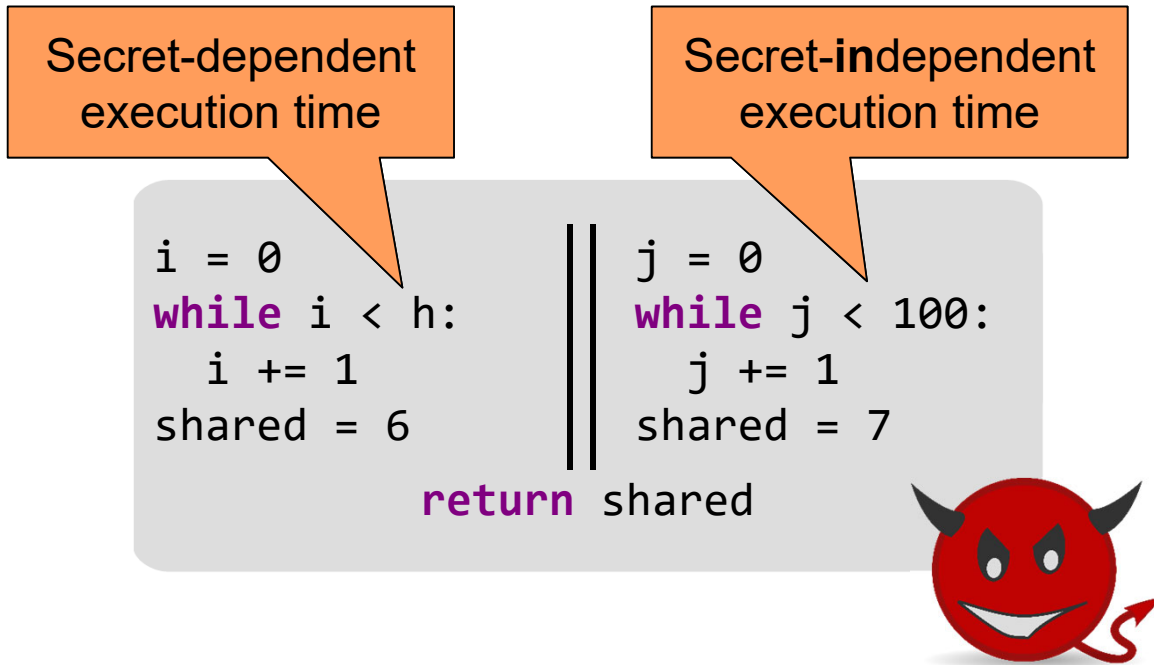 Secret-dependent
execution time
Secret-independent
execution time
i = 0
while i < h:
  i += 1
shared = 6
j = 0
while j < 100:
  j += 1
shared = 7
return shared